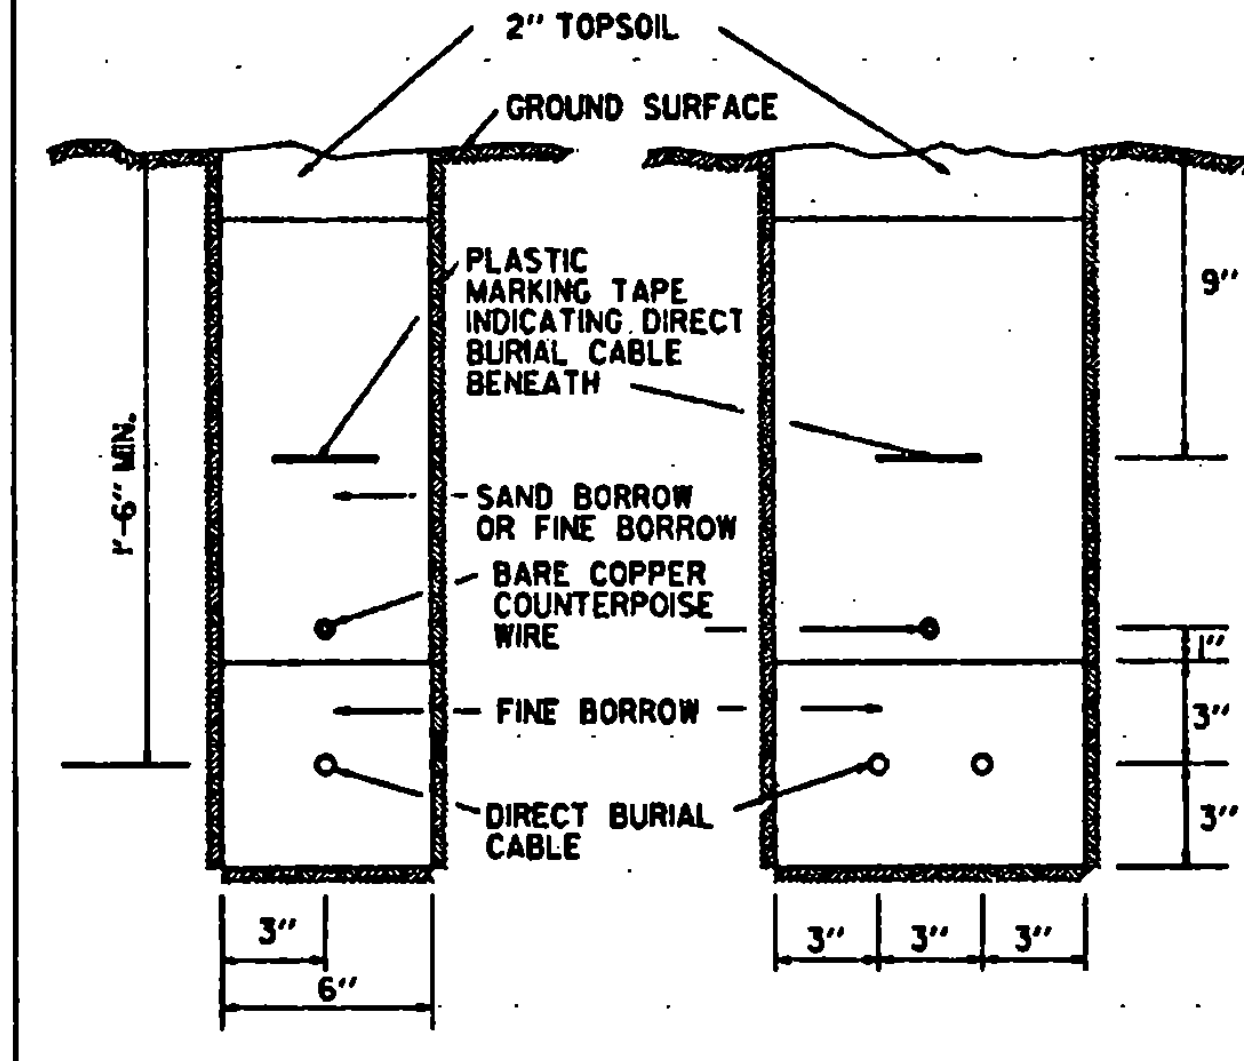 2" TOPSOIL
GROUND SURFACE
PLASTIC
MARKING TAPE
INDICATING DIRECT
BURIAL CABLE
BENEATH
9"
1'-6" MIN.
SAND BORROW
OR FINE BORROW
BARE COPPER
COUNTERPOISE
WIRE
1"
FINE BORROW
3"
DIRECT BURIAL
CABLE
3"
3"
6"
3"
3"
3"